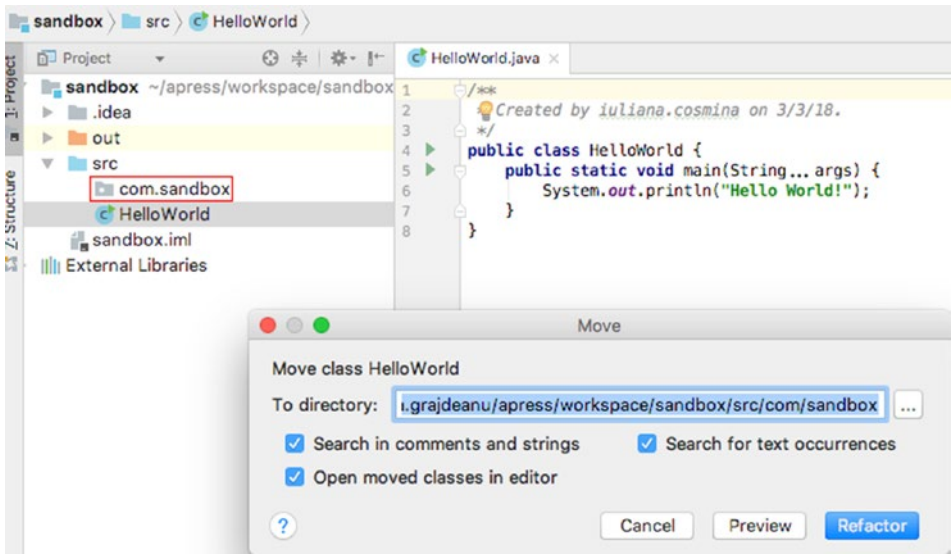 sandbox src HelloWorld
Project
HelloWorld.java
1: Project
sandbox ~/apress/workspace/sandbox
.idea
out
src
com.sandbox
HelloWorld
sandbox.iml
External Libraries
Z: Structure
1 /**
2 Created by iuliana.cosmina on 3/3/18.
3 */
4 public class HelloWorld {
5 public static void main(String... args) {
6 System.out.println("Hello World!");
7 }
8 }
Move
Move class HelloWorld
To directory: .grajdeanu/apress/workspace/sandbox/src/com/sandbox ...
Search in comments and strings Search for text occurrences
Open moved classes in editor
? Cancel Preview Refactor